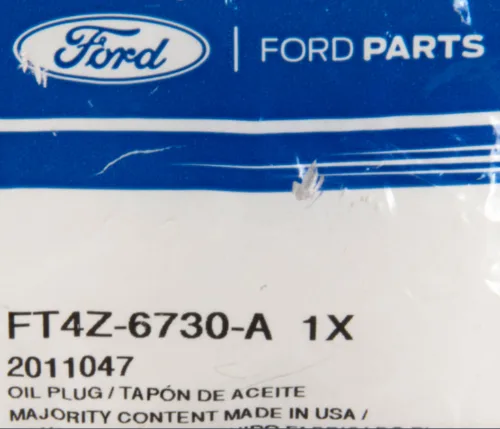 Ford | FORD PARTS
FT4Z-6730-A 1X
2011047
OIL PLUG / TAPÓN DE ACEITE
MAJORITY CONTENT MADE IN USA /